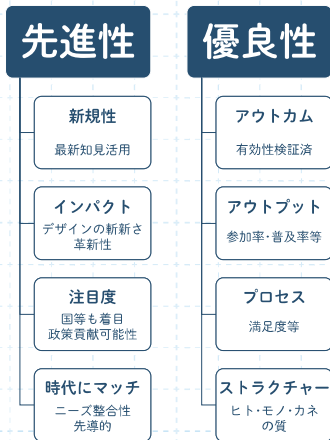 先進性
新規性
最新知見活用
インパクト
デザインの斬新さ
革新性
注目度
国等も着目
政策貢献可能性
時代にマッチ
ニーズ整合性
先導的
優良性
アウトカム
有効性検証済
アウトプット
参加率･普及率等
プロセス
満足度等
ストラクチャー
ヒト･モノ･カネ
の質